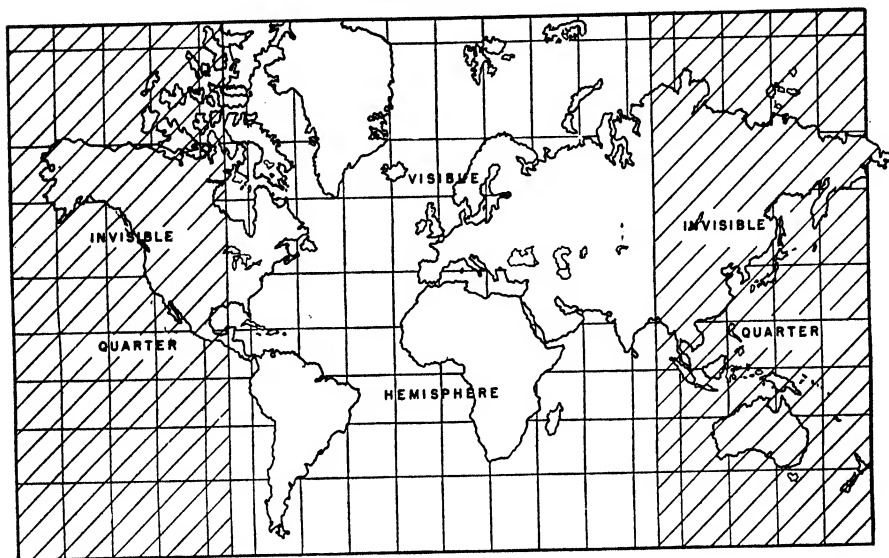 VISIBLE
INVISIBLE
INVISIBLE
QUARTER
QUARTER
HEMISPHERE